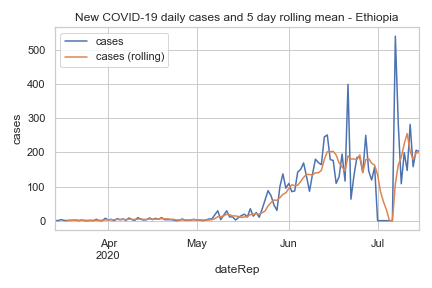 New COVID-19 daily cases and 5 day rolling mean - Ethiopia
cases
cases (rolling)
500
400
300
200
100
0
cases
Apr
2020
May
Jun
Jul
dateRep